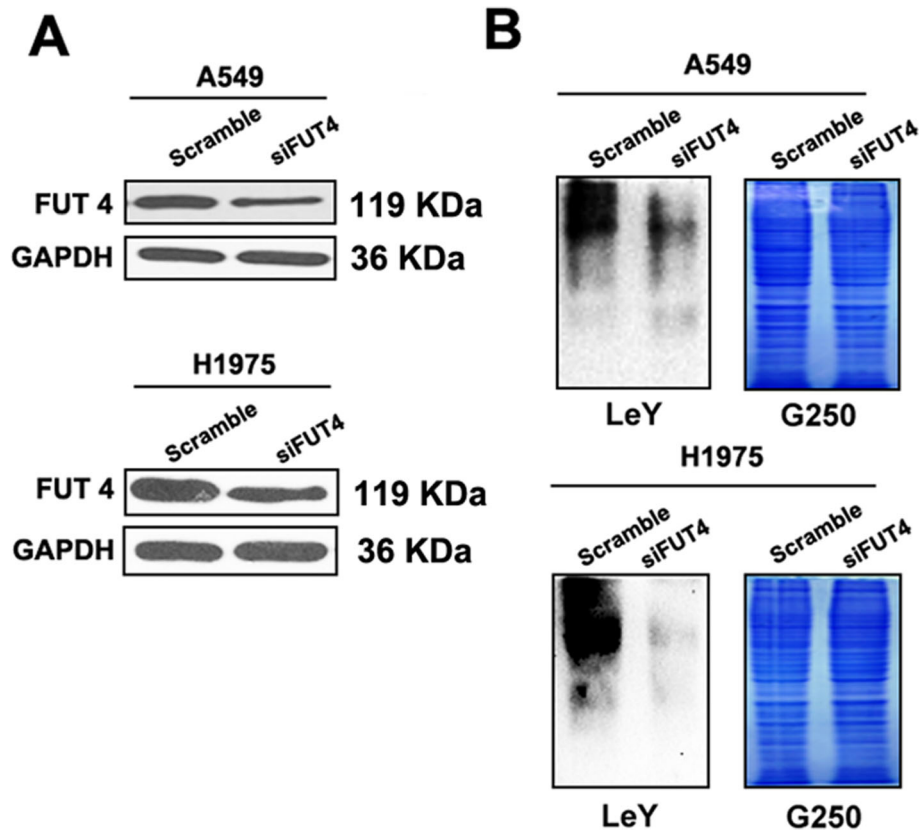 A
A549
Scramble siFUT4
FUT 4 119 KDa
GAPDH 36 KDa
H1975
Scramble siFUT4
FUT 4 119 KDa
GAPDH 36 KDa
B
A549
Scramble siFUT4 Scramble siFUT4
LeY G250
H1975
Scramble siFUT4 Scramble siFUT4
LeY G250